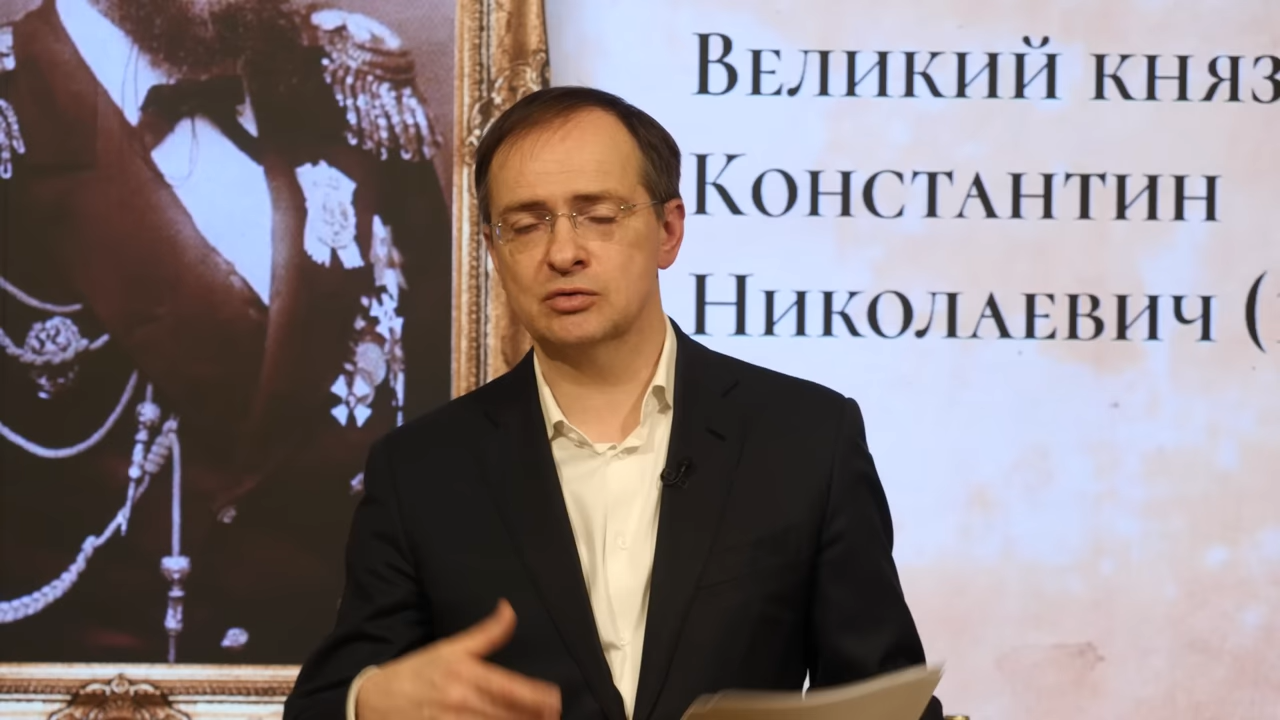 Великий княз
Константин
Николаевич (